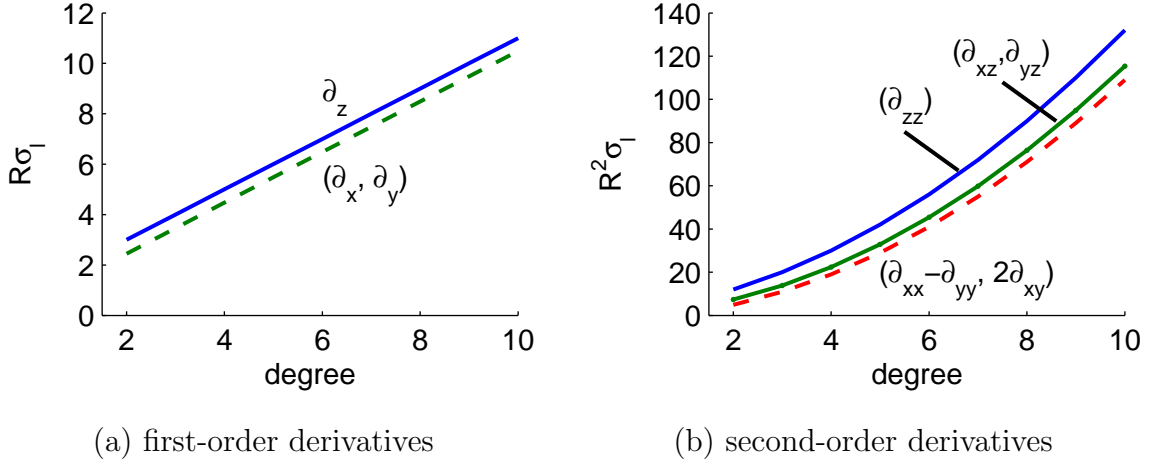 12
10
8
6
4
2
0
Rσₗ
∂z
(∂x, ∂y)
2 4 6 8 10
degree
(a) first-order derivatives
140
120
100
80
60
40
20
0
R²σₗ
(∂xz,∂yz)
(∂zz)
(∂xx−∂yy, 2∂xy)
2 4 6 8 10
degree
(b) second-order derivatives